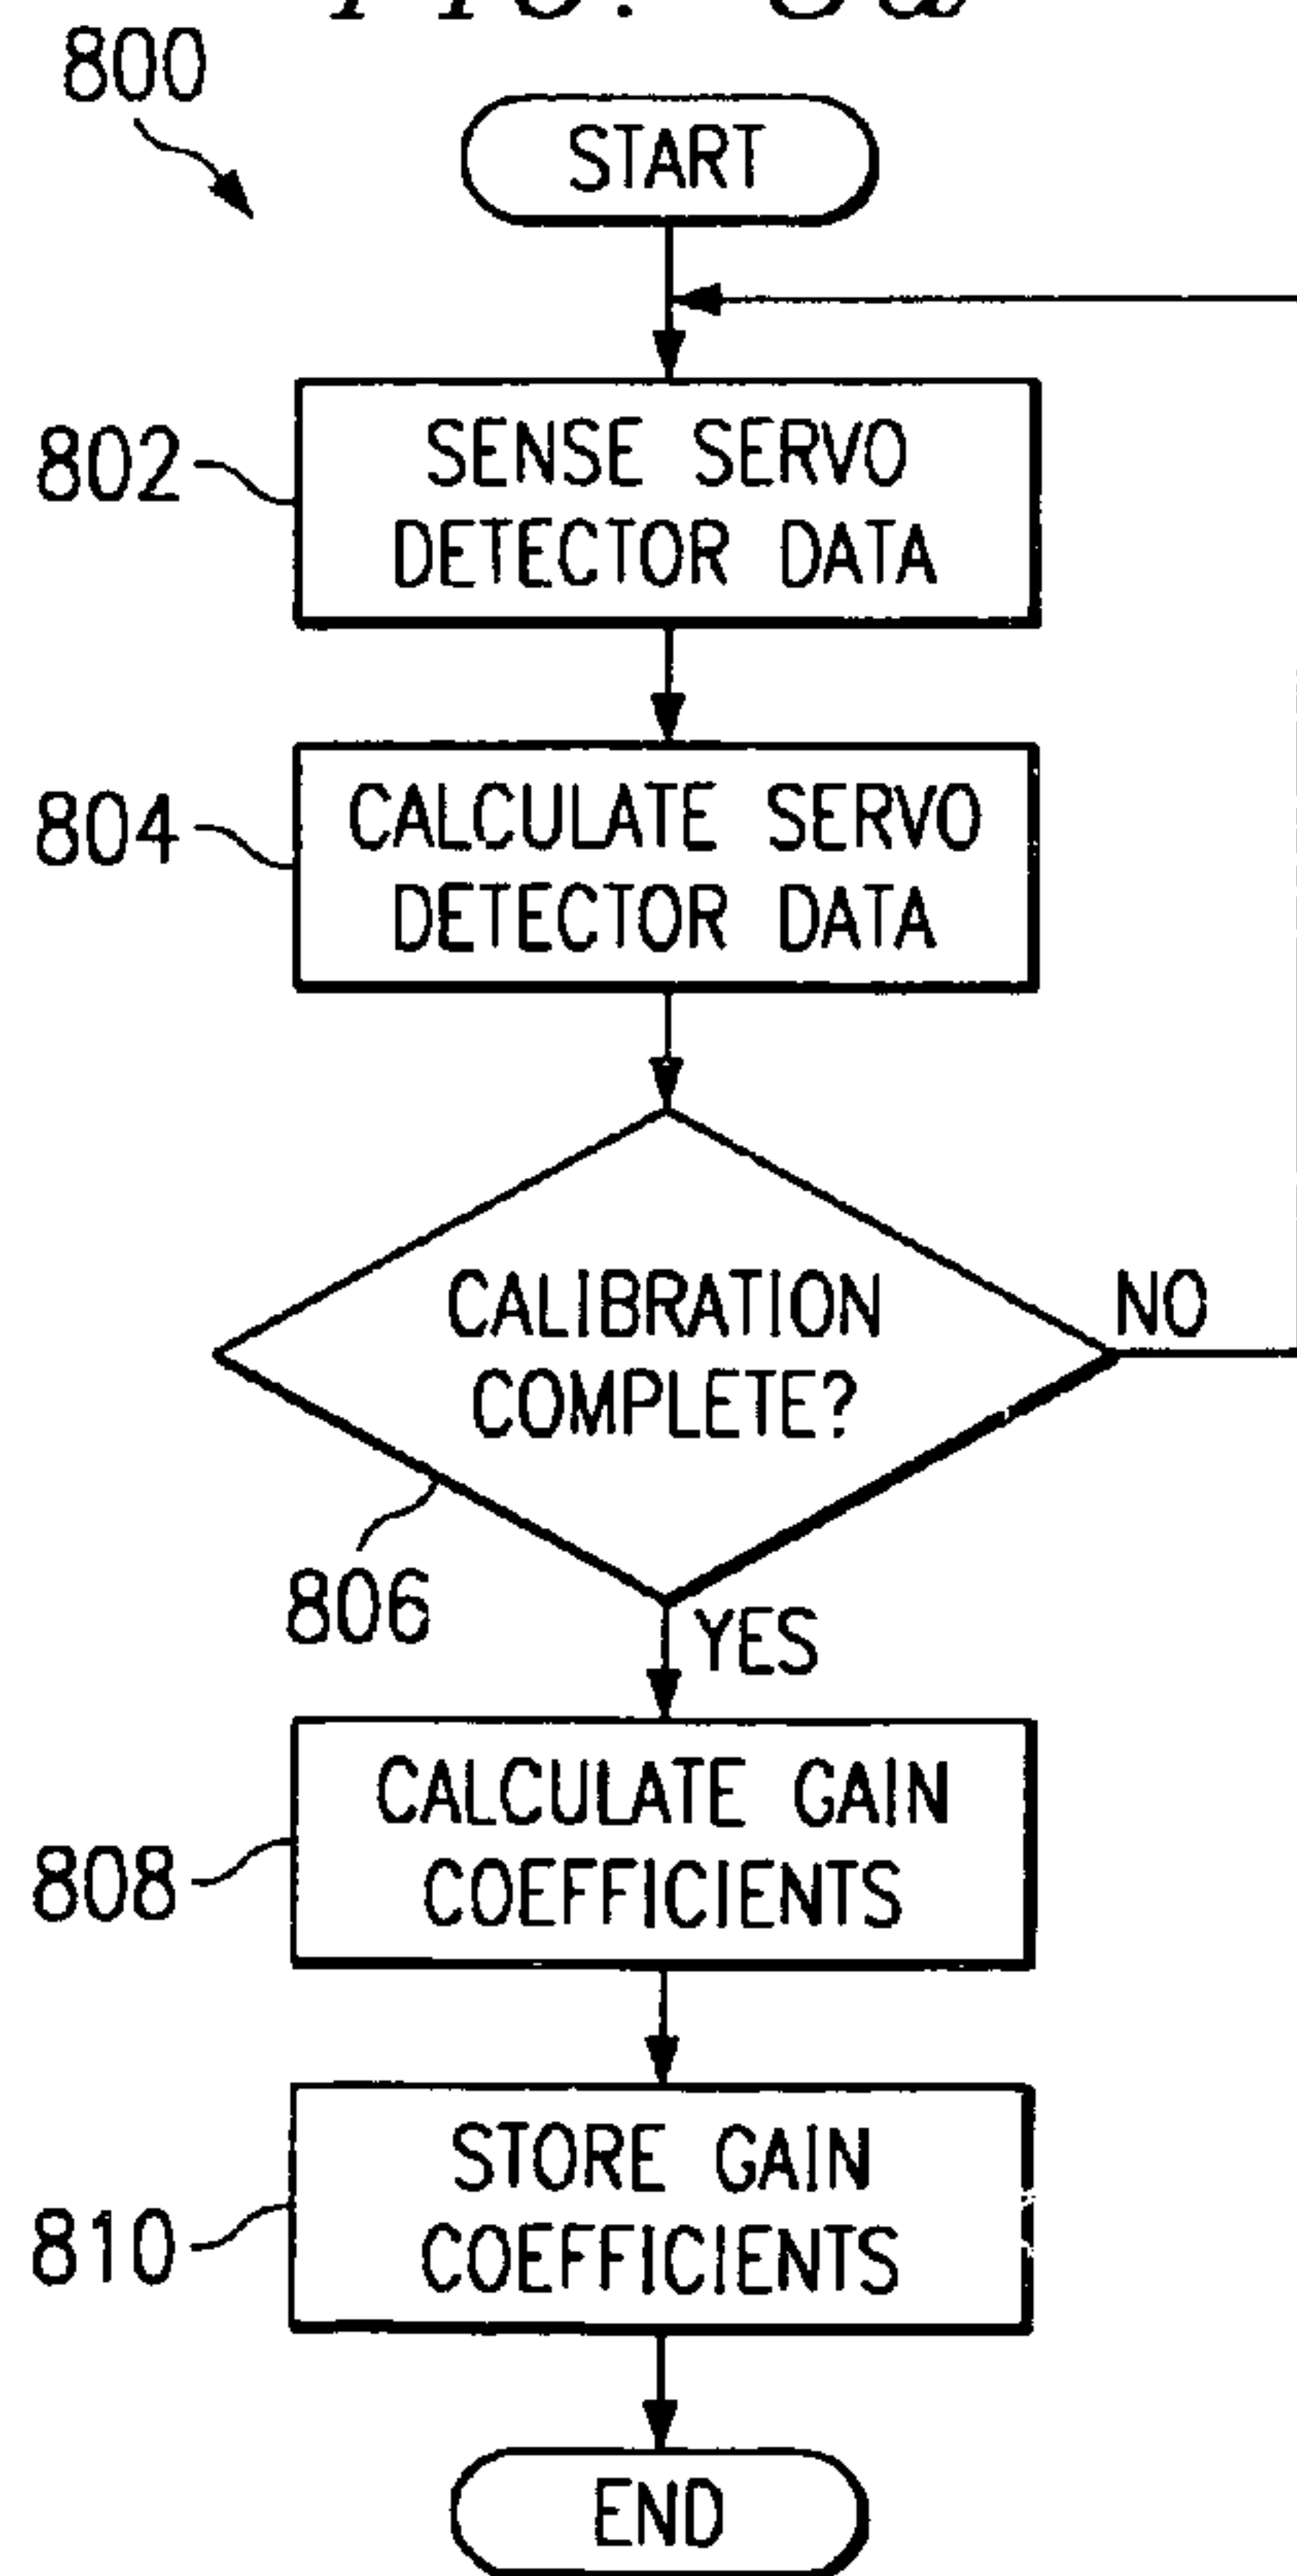 800
START
802
SENSE SERVO
DETECTOR DATA
804
CALCULATE SERVO
DETECTOR DATA
CALIBRATION
COMPLETE?
NO
806
YES
808
CALCULATE GAIN
COEFFICIENTS
810
STORE GAIN
COEFFICIENTS
END